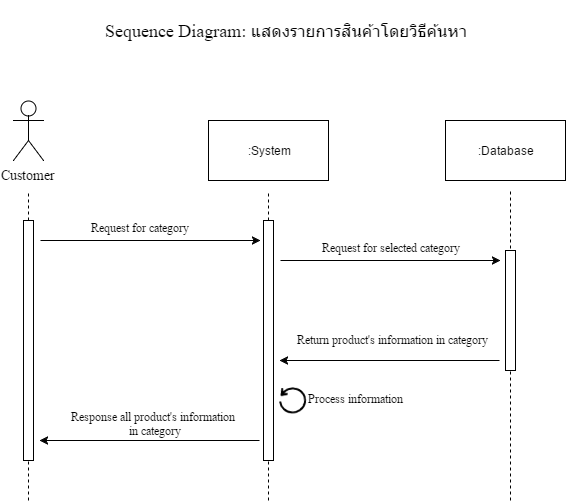 Sequence Diagram: แสดงรายการสินค้าโดยวิธีค้นหา
:System
:Database
Customer
Request for category
Request for selected category
Return product's information in category
Process information
Response all product's information
in category